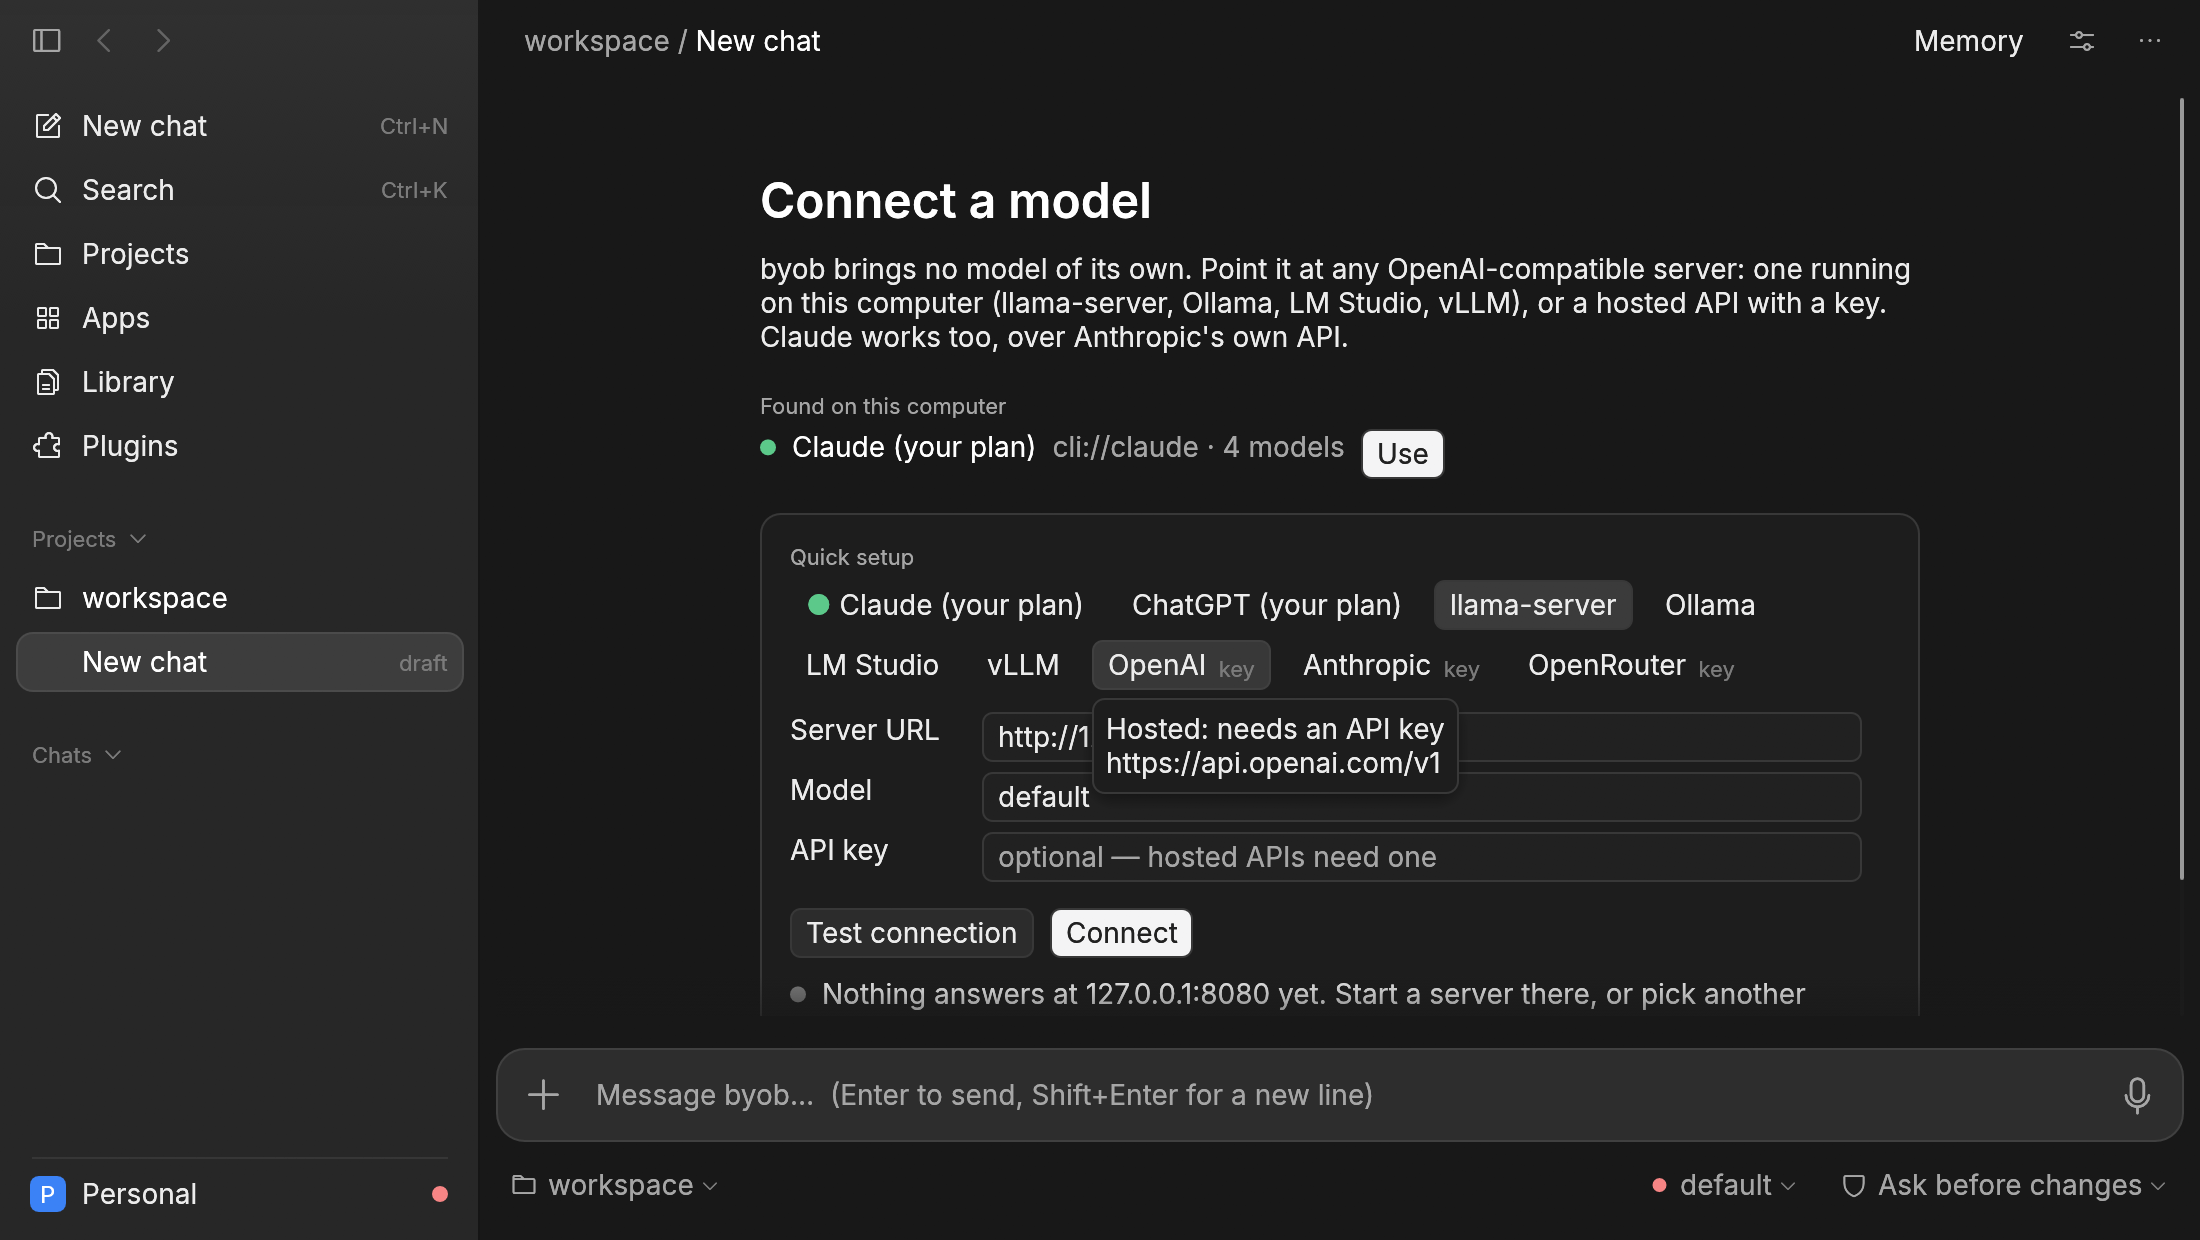 workspace / New chat
Memory
New chat Ctrl+N
Search Ctrl+K
Projects
Apps
Library
Plugins
Projects
workspace
New chat draft
Chats
P Personal
Connect a model
byob brings no model of its own. Point it at any OpenAI-compatible server: one running
on this computer (llama-server, Ollama, LM Studio, vLLM), or a hosted API with a key.
Claude works too, over Anthropic's own API.
Found on this computer
Claude (your plan) cli://claude · 4 models Use
Quick setup
Claude (your plan) ChatGPT (your plan) llama-server Ollama
LM Studio vLLM OpenAI key Anthropic key OpenRouter key
Server URL http://1
Hosted: needs an API key
https://api.openai.com/v1
Model default
API key optional — hosted APIs need one
Test connection Connect
Nothing answers at 127.0.0.1:8080 yet. Start a server there, or pick another
Message byob... (Enter to send, Shift+Enter for a new line)
workspace default Ask before changes